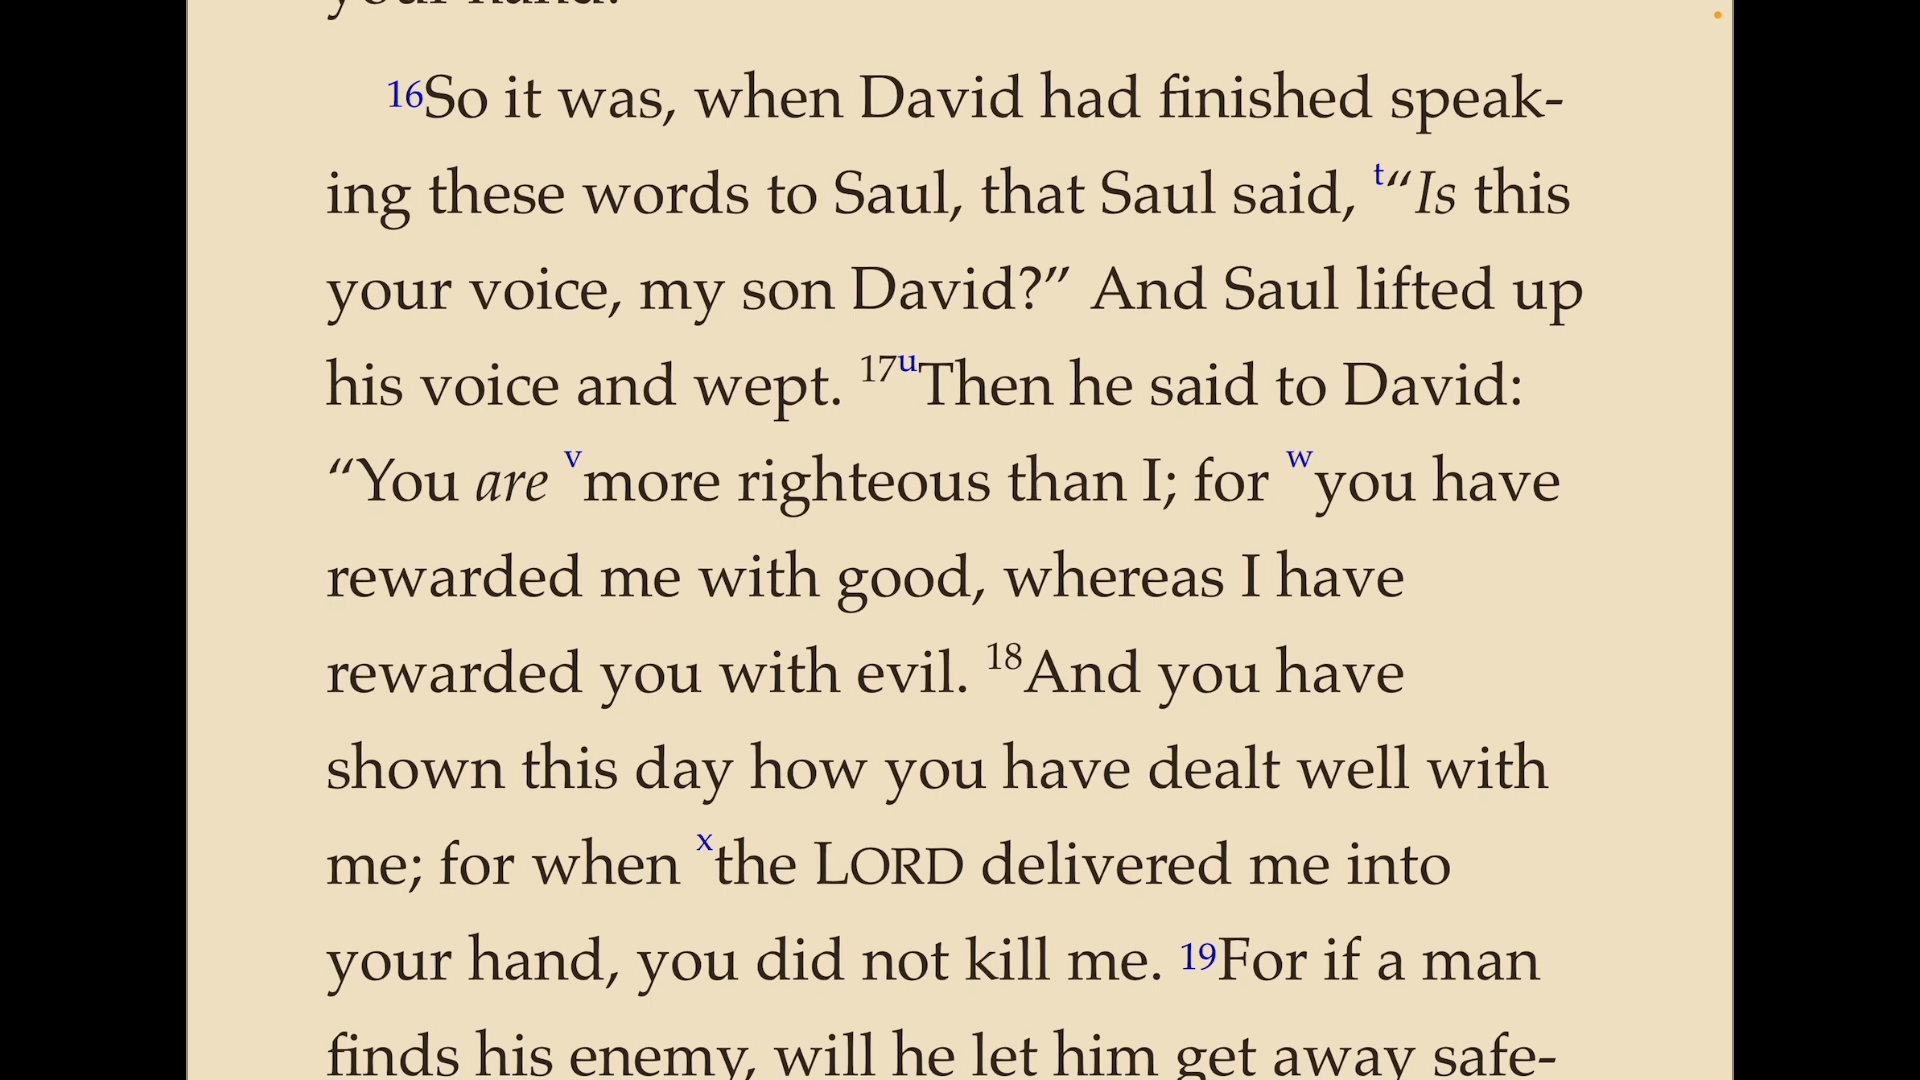 your hand.
16So it was, when David had finished speak-
ing these words to Saul, that Saul said, t“Is this
your voice, my son David?” And Saul lifted up
his voice and wept. 17uThen he said to David:
“You are vmore righteous than I; for wyou have
rewarded me with good, whereas I have
rewarded you with evil. 18And you have
shown this day how you have dealt well with
me; for when xthe LORD delivered me into
your hand, you did not kill me. 19For if a man
finds his enemy, will he let him get away safe-